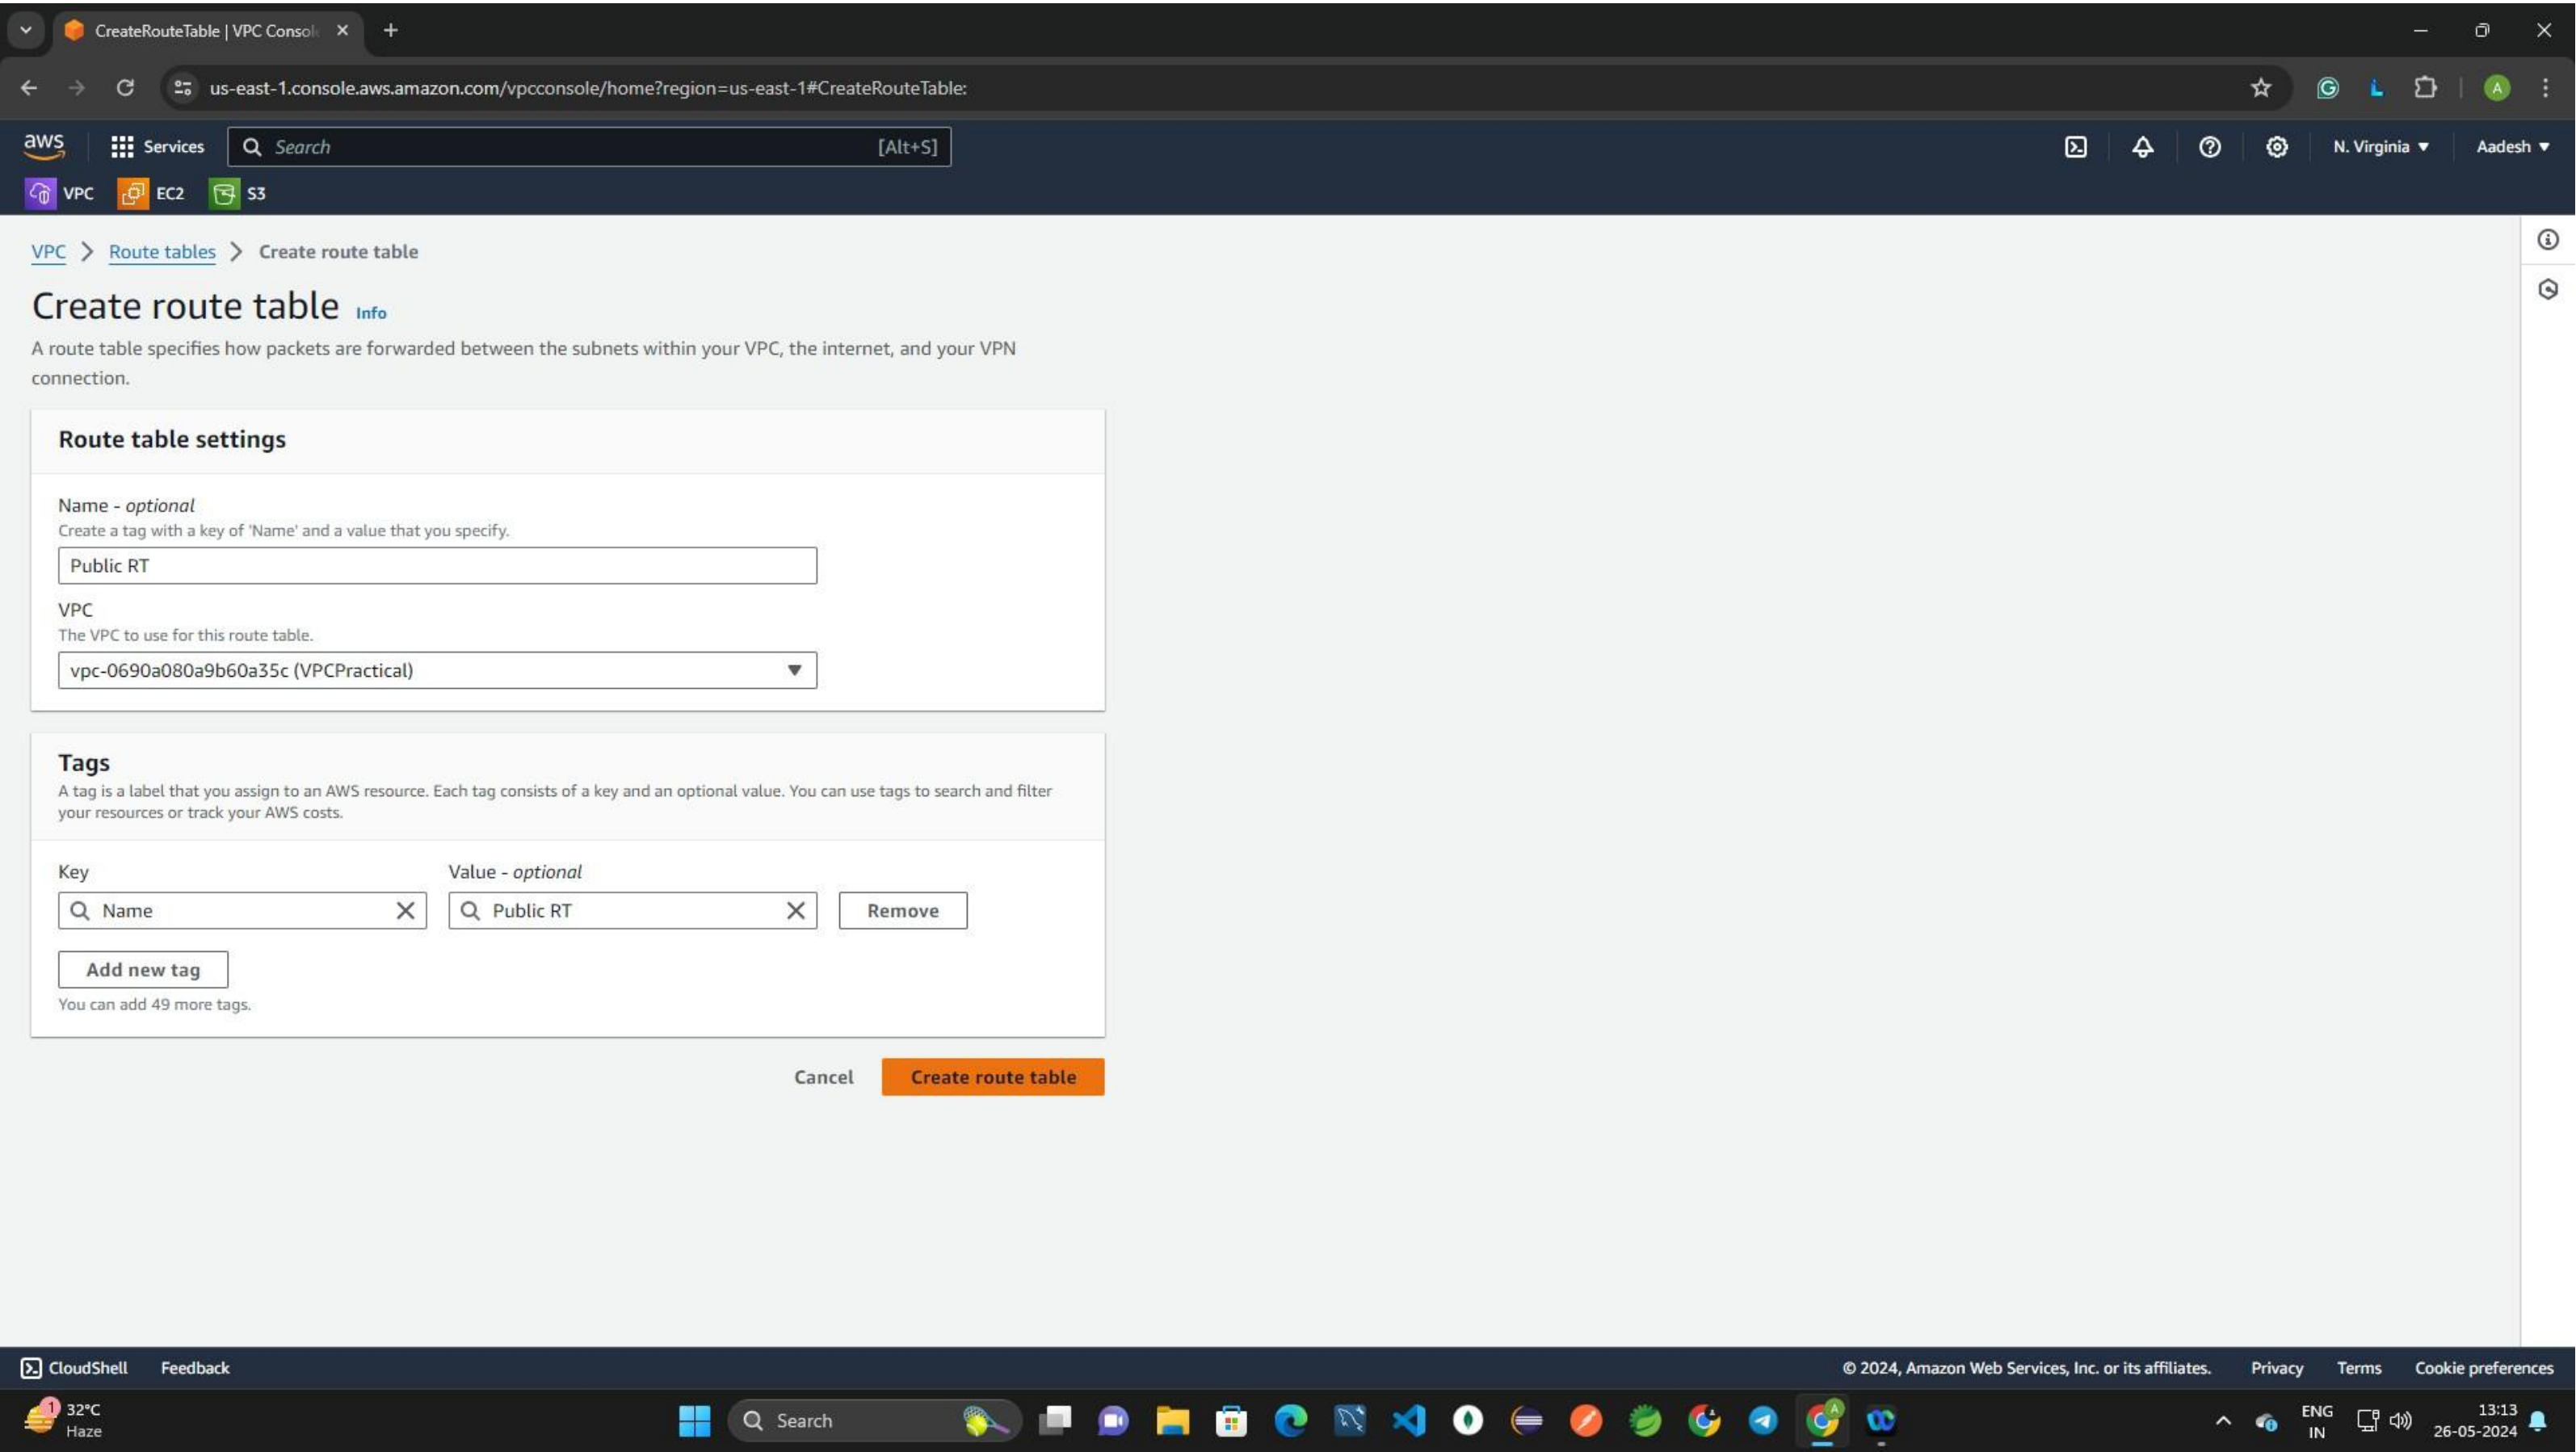 CreateRouteTable | VPC Consol
us-east-1.console.aws.amazon.com/vpcconsole/home?region=us-east-1#CreateRouteTable:
A
aws
Services
Search
[Alt+S]
N. Virginia
Aadesh
VPC
EC2
S3
VPC > Route tables > Create route table
Create route table Info
A route table specifies how packets are forwarded between the subnets within your VPC, the internet, and your VPN
connection.
Route table settings
Name - optional
Create a tag with a key of 'Name' and a value that you specify.
Public RT
VPC
The VPC to use for this route table.
vpc-0690a080a9b60a35c (VPCPractical)
Tags
A tag is a label that you assign to an AWS resource. Each tag consists of a key and an optional value. You can use tags to search and filter
your resources or track your AWS costs.
Key
Value - optional
Name
Public RT
Remove
Add new tag
You can add 49 more tags.
Cancel
Create route table
CloudShell
Feedback
© 2024, Amazon Web Services, Inc. or its affiliates.
Privacy
Terms
Cookie preferences
1
32°C
Haze
Search
A
ENG
IN
13:13
26-05-2024